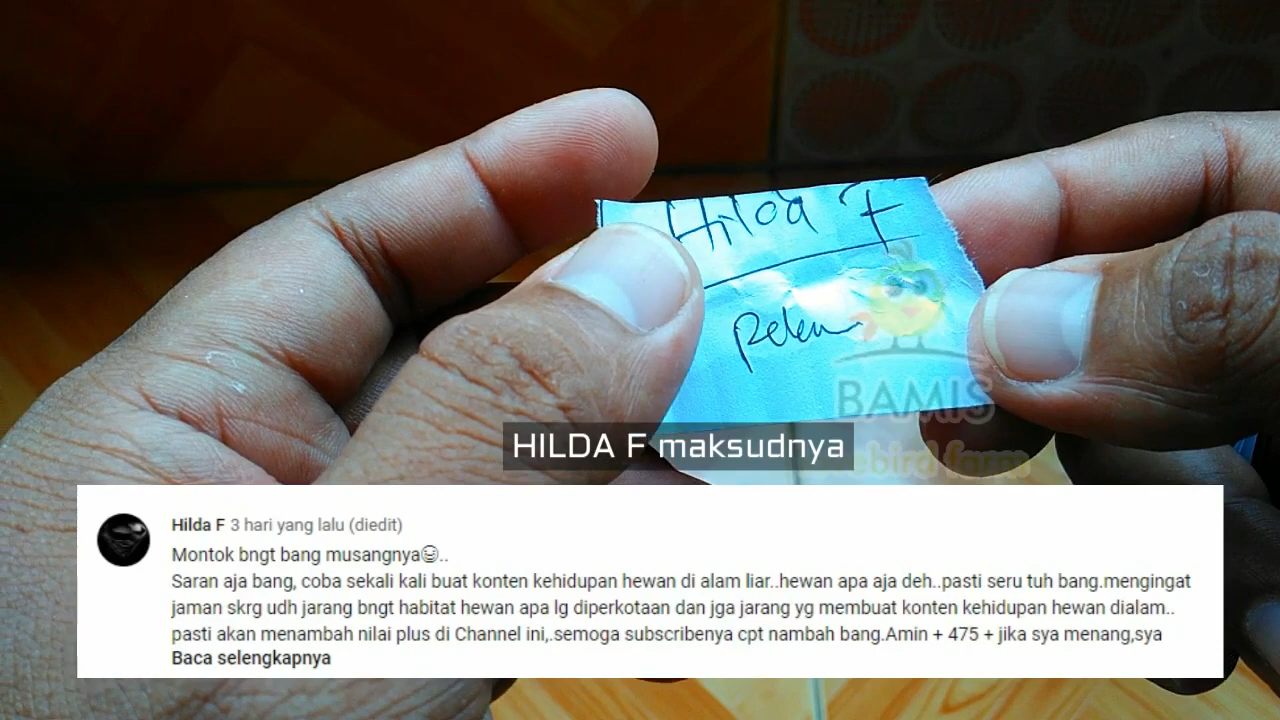 Hilda F
BAMIS
ebird farm
HILDA F maksudnya
Hilda F 3 hari yang lalu (diedit)
Montok bngt bang musangnya😆..
Saran aja bang, coba sekali kali buat konten kehidupan hewan di alam liar..hewan apa aja deh..pasti seru tuh bang.mengingat
jaman skrg udh jarang bngt habitat hewan apa lg diperkotaan dan jga jarang yg membuat konten kehidupan hewan dialam..
pasti akan menambah nilai plus di Channel ini,.semoga subscribenya cpt nambah bang.Amin + 475 + jika sya menang,sya
Baca selengkapnya